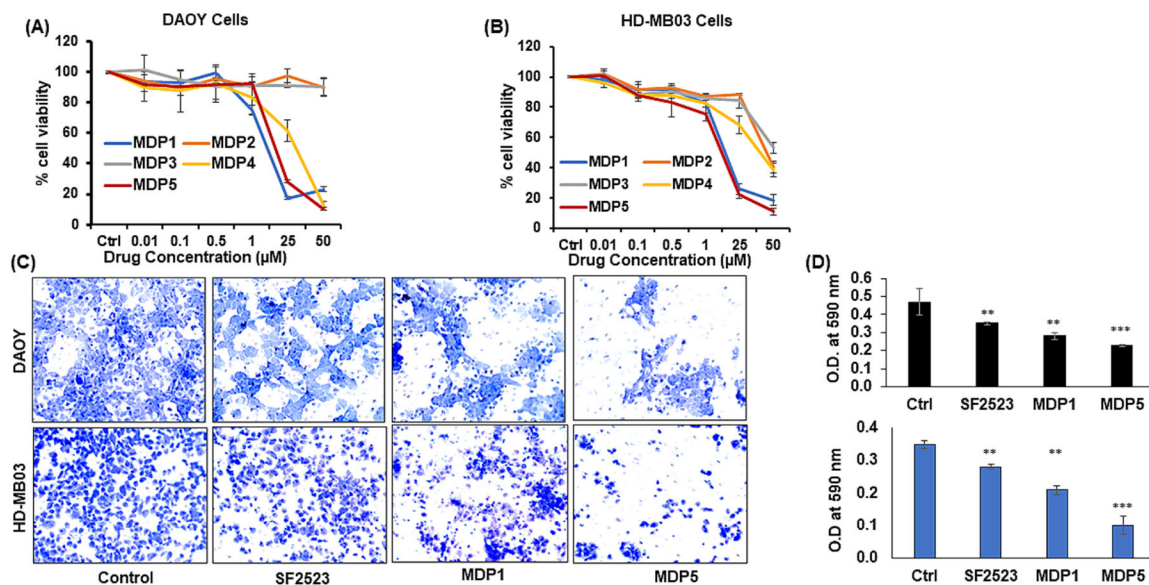 (A)
DAOY Cells
% cell viability
120
100
80
60
40
20
0
MDP1 MDP2
MDP3 MDP4
MDP5
Ctrl 0.01 0.1 0.5 1 25 50
Drug Concentration (µM)
(B)
HD-MB03 Cells
% cell viability
120
100
80
60
40
20
0
MDP1 MDP2
MDP3 MDP4
MDP5
Ctrl 0.01 0.1 0.5 1 25 50
Drug Concentration (µM)
(C)
DAOY
HD-MB03
Control SF2523 MDP1 MDP5
(D)
O.D. at 590 nm
0.5
0.4
0.3
0.2
0.1
0.0
** ** ***
Ctrl SF2523 MDP1 MDP5
O.D at 590 nm
0.4
0.3
0.2
0.1
0.0
** ** ***
Ctrl SF2523 MDP1 MDP5